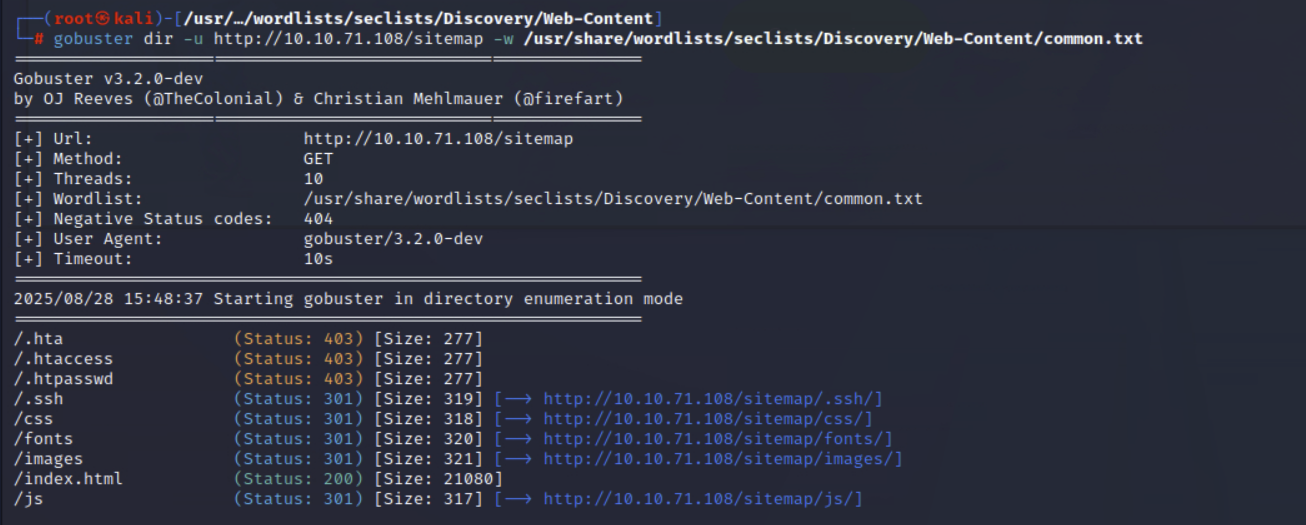 ┌──(root㉿kali)-[/usr/…/wordlists/seclists/Discovery/Web-Content]
└─# gobuster dir -u http://10.10.71.108/sitemap -w /usr/share/wordlists/seclists/Discovery/Web-Content/common.txt
===============================================================
Gobuster v3.2.0-dev
by OJ Reeves (@TheColonial) & Christian Mehlmauer (@firefart)
===============================================================
[+] Url:                     http://10.10.71.108/sitemap
[+] Method:                  GET
[+] Threads:                 10
[+] Wordlist:                /usr/share/wordlists/seclists/Discovery/Web-Content/common.txt
[+] Negative Status codes:   404
[+] User Agent:              gobuster/3.2.0-dev
[+] Timeout:                 10s
===============================================================
2025/08/28 15:48:37 Starting gobuster in directory enumeration mode
===============================================================
/.hta                 (Status: 403) [Size: 277]
/.htaccess            (Status: 403) [Size: 277]
/.htpasswd            (Status: 403) [Size: 277]
/.ssh                 (Status: 301) [Size: 319] [--> http://10.10.71.108/sitemap/.ssh/]
/css                  (Status: 301) [Size: 318] [--> http://10.10.71.108/sitemap/css/]
/fonts                (Status: 301) [Size: 320] [--> http://10.10.71.108/sitemap/fonts/]
/images               (Status: 301) [Size: 321] [--> http://10.10.71.108/sitemap/images/]
/index.html           (Status: 200) [Size: 21080]
/js                   (Status: 301) [Size: 317] [--> http://10.10.71.108/sitemap/js/]